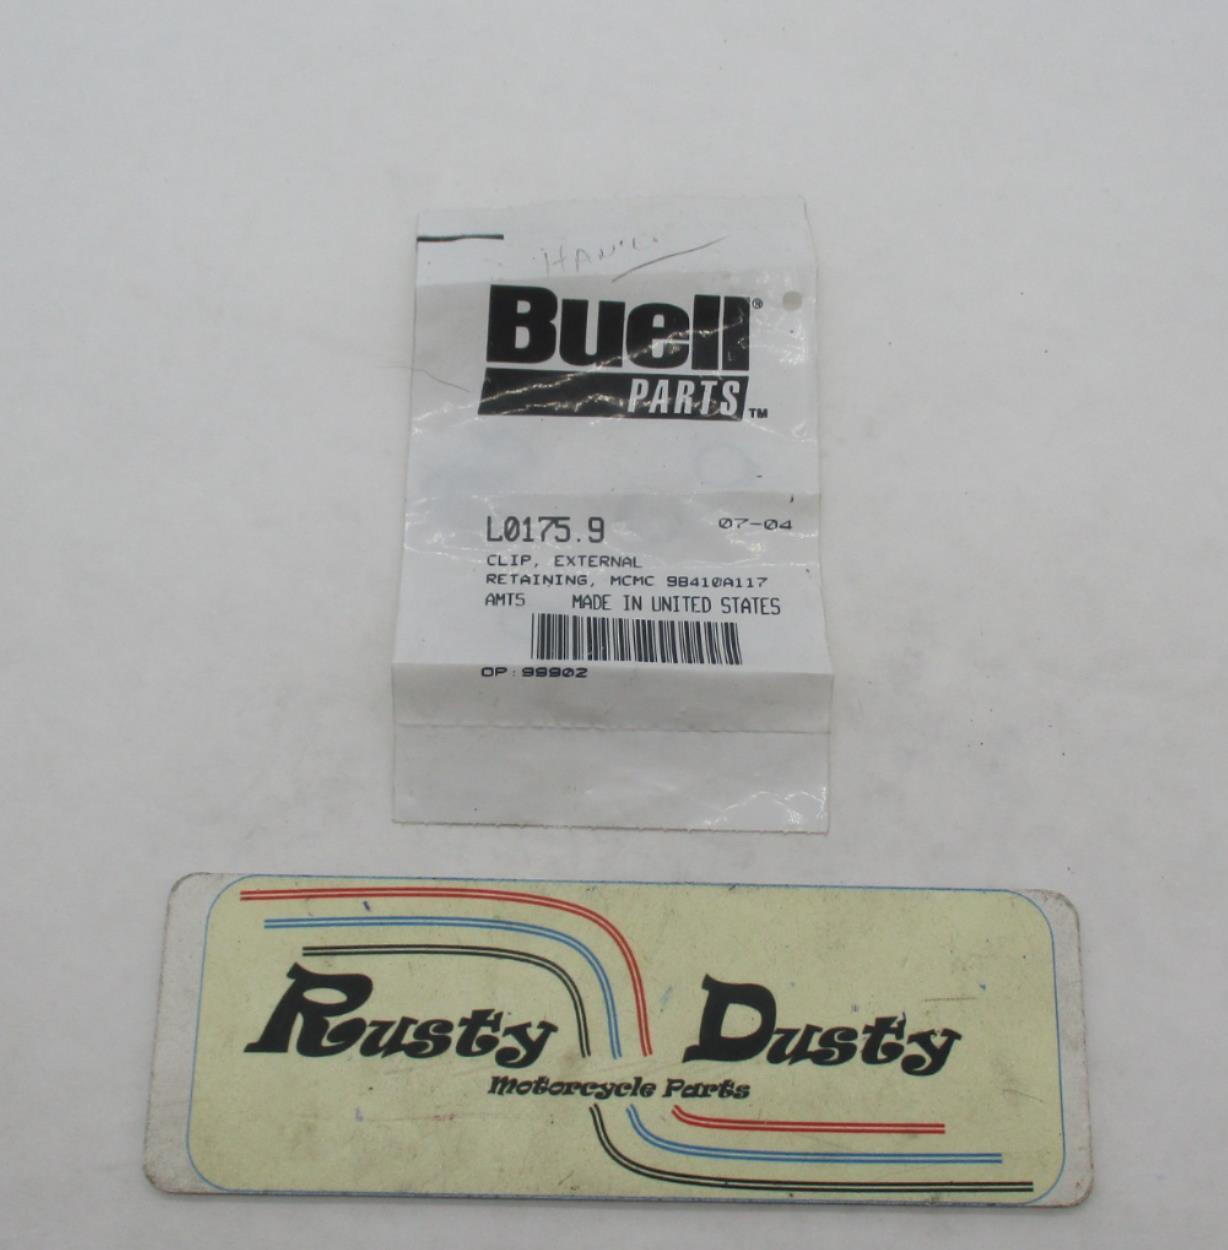 Buell®
PARTS™
L0175.9 07-04
CLIP, EXTERNAL
RETAINING, MCMC 98410A117
AMT5 MADE IN UNITED STATES
OP:99902
Rusty Dusty
Motorcycle Parts